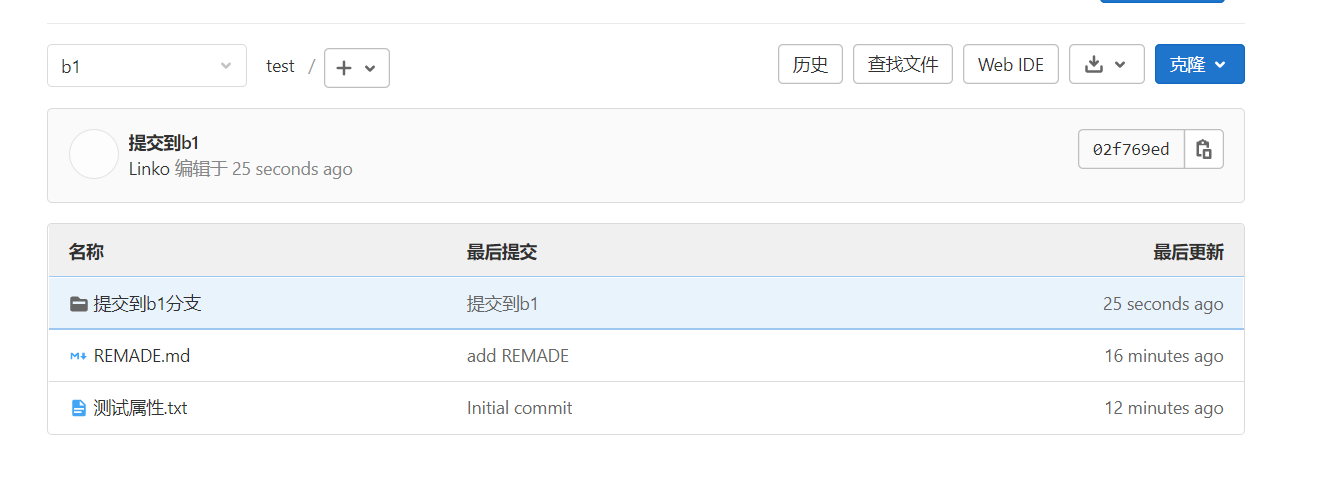 b1
test / +
历史
查找文件
Web IDE
克隆
提交到b1
Linko 编辑于 25 seconds ago
02f769ed
名称 最后提交 最后更新
提交到b1分支 提交到b1 25 seconds ago
REMADE.md add REMADE 16 minutes ago
测试属性.txt Initial commit 12 minutes ago